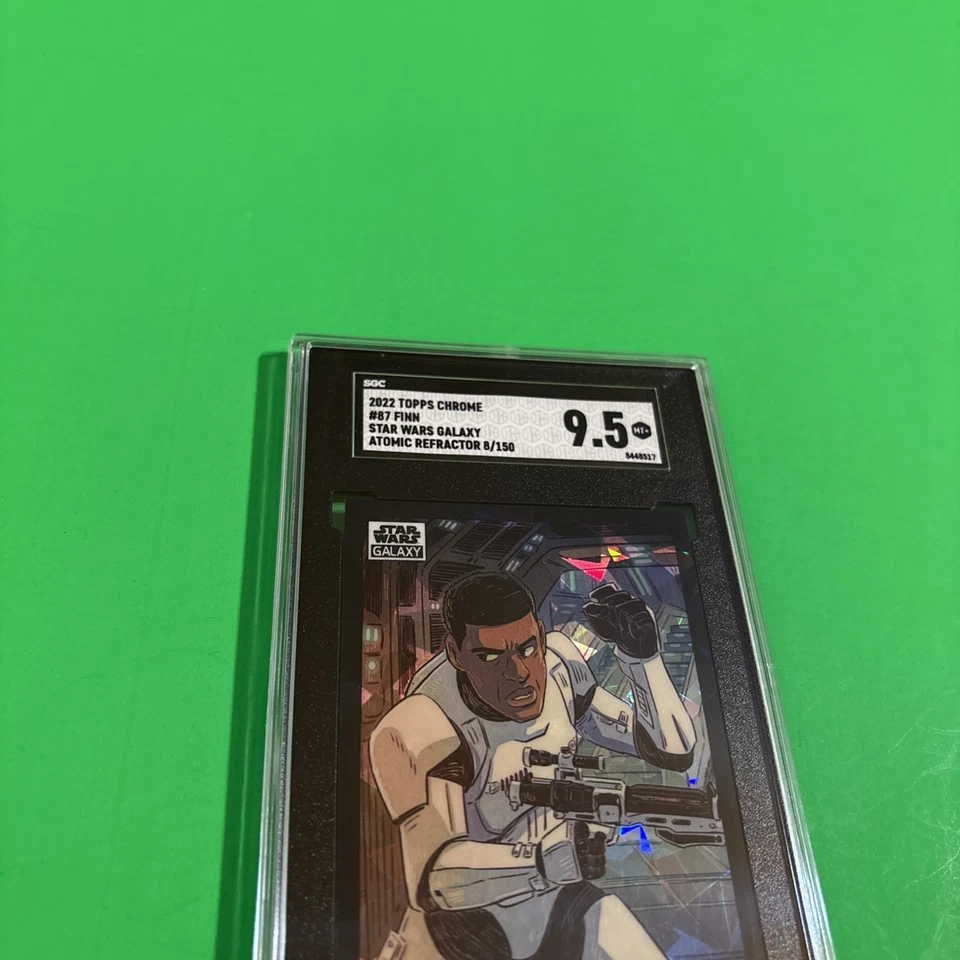 SGC
2022 TOPPS CHROME
#87 FINN
STAR WARS GALAXY
ATOMIC REFRACTOR 8/150
9.5
MT+
5448517
STAR
WARS
GALAXY